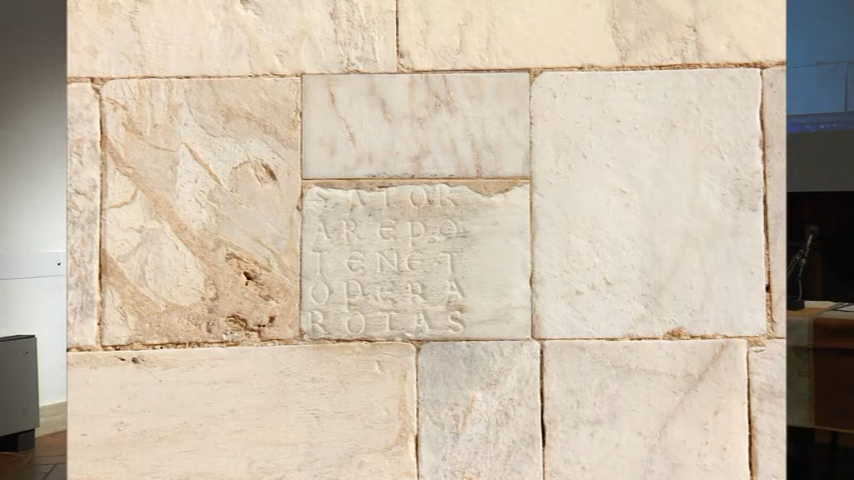 SATOR
AREPO
TENET
OPERA
ROTAS